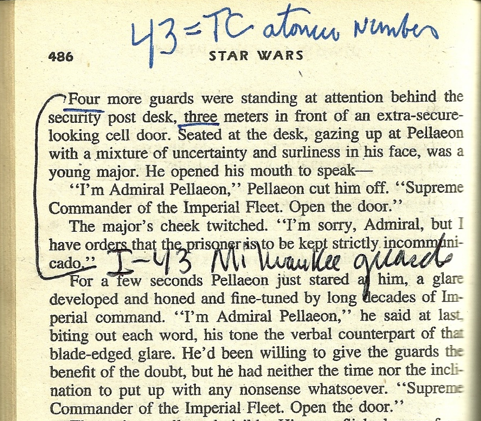 43 = TC atomic number
486
STAR WARS
Four more guards were standing at attention behind the
security post desk, three meters in front of an extra-secure-
looking cell door. Seated at the desk, gazing up at Pellaeon
with a mixture of uncertainty and surliness in his face, was a
young major. He opened his mouth to speak—
“I’m Admiral Pellaeon,” Pellaeon cut him off. “Supreme
Commander of the Imperial Fleet. Open the door.”
The major’s cheek twitched. “I’m sorry, Admiral, but I
have orders that the prisoner is to be kept strictly incommuni-
cado.”
I-43 Milwaukee guards
For a few seconds Pellaeon just stared at him, a glare
developed and honed and fine-tuned by long decades of Im-
perial command. “I’m Admiral Pellaeon,” he said at last,
biting out each word, his tone the verbal counterpart of that
blade-edged glare. He’d been willing to give the guards the
benefit of the doubt, but he had neither the time nor the incli-
nation to put up with any nonsense whatsoever. “Supreme
Commander of the Imperial Fleet. Open the door.”